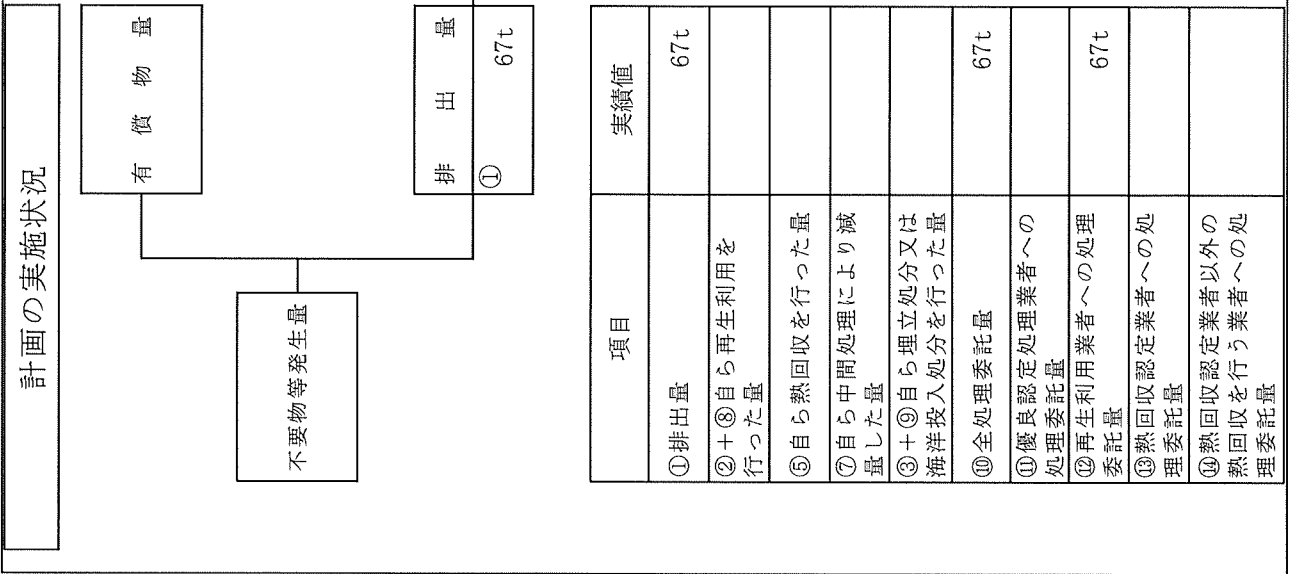 計画の実施状況
有償物量
不要物等発生量
排出量
① 67t
項目 実績値
①排出量 67t
②+⑧自ら再生利用を
行った量
⑤自ら熱回収を行った量
⑦自ら中間処理により減
量した量
③+⑨自ら埋立処分又は
海洋投入処分を行った量
⑩全処理委託量 67t
⑪優良認定処理業者への
処理委託量
⑫再生利用業者への処理
委託量 67t
⑬熱回収認定業者への処
理委託量
⑭熱回収認定業者以外の
熱回収を行う業者への処
理委託量